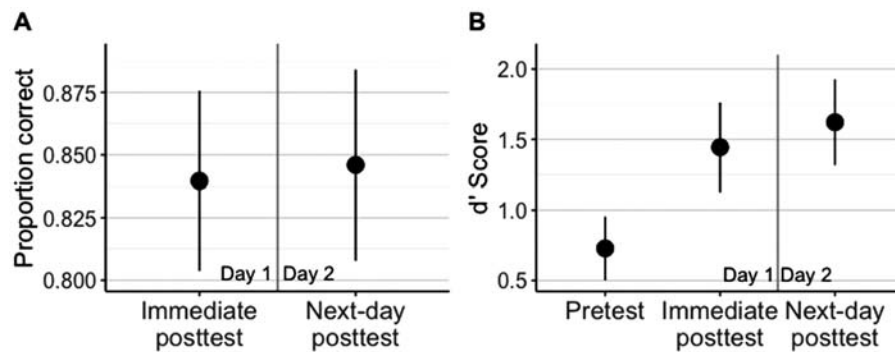 A
Proportion correct
0.875
0.850
0.825
0.800
Day 1 Day 2
Immediate
posttest
Next-day
posttest
B
d' Score
2.0
1.5
1.0
0.5
Day 1 Day 2
Pretest
Immediate
posttest
Next-day
posttest